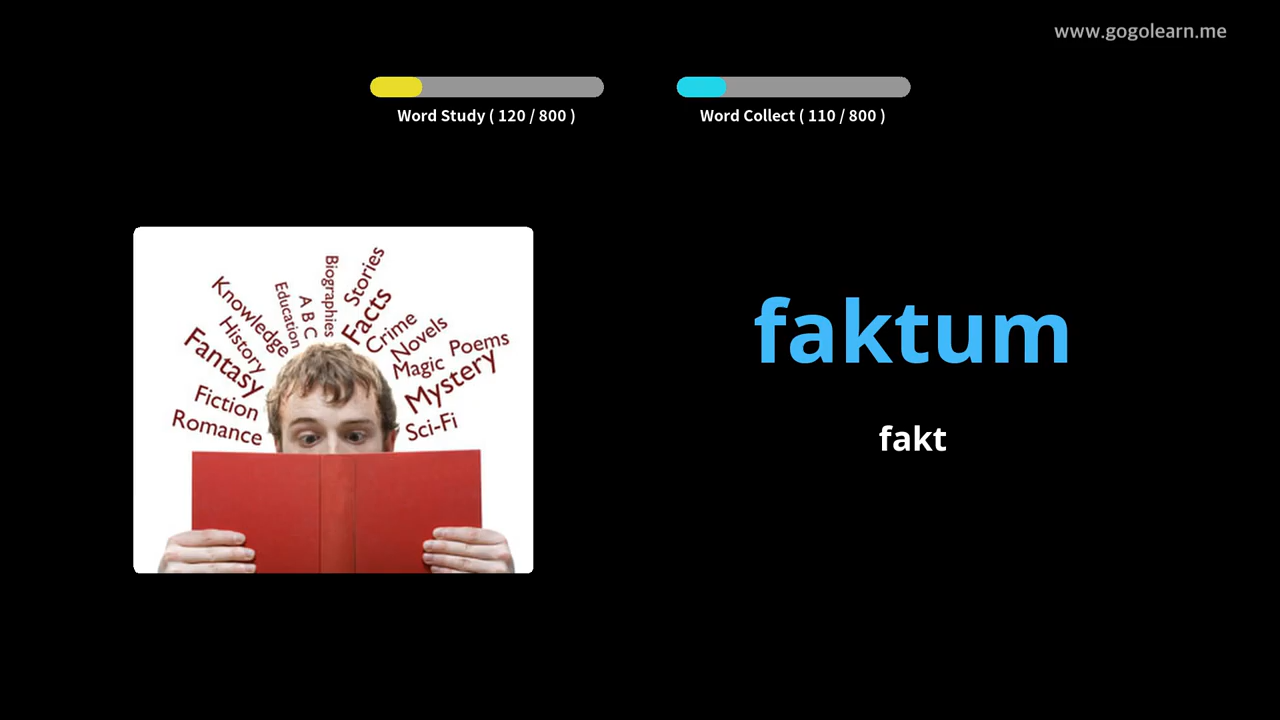 www.gogolearn.me
Word Study ( 120 / 800 )
Word Collect ( 110 / 800 )
Stories
Biographies
Facts
Education
A B C
Knowledge
Crime
History
Novels
Poems
Fantasy
Magic
Mystery
Fiction
Romance
Sci-Fi
faktum
fakt